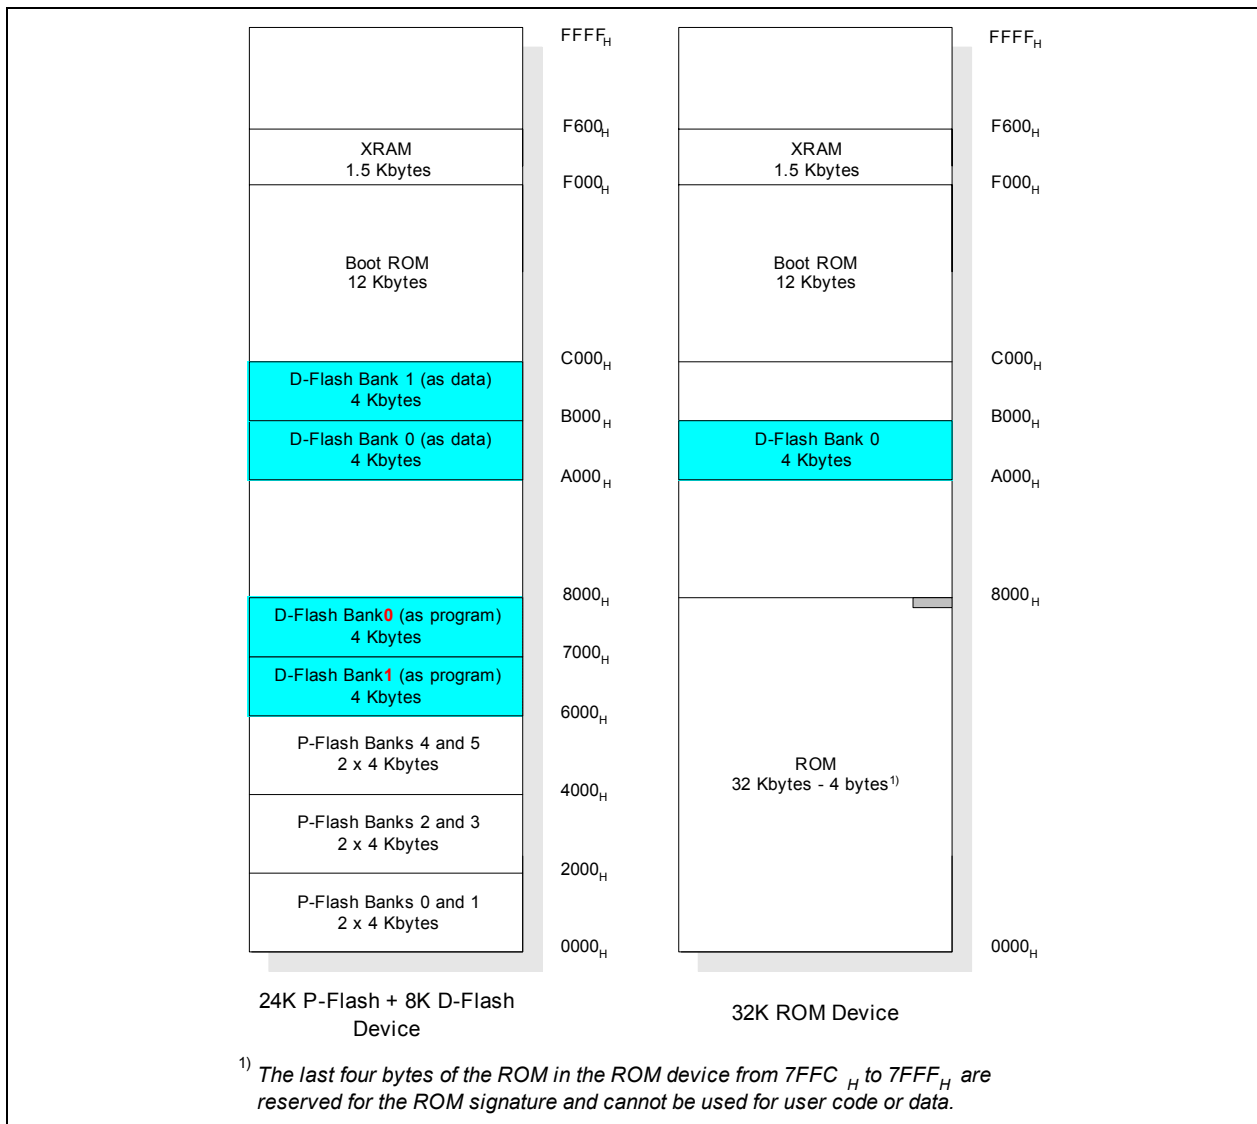 FFFFH
F600H
XRAM
1.5 Kbytes
F000H
Boot ROM
12 Kbytes
C000H
D-Flash Bank 1 (as data)
4 Kbytes
B000H
D-Flash Bank 0 (as data)
4 Kbytes
A000H
8000H
D-Flash Bank0 (as program)
4 Kbytes
7000H
D-Flash Bank1 (as program)
4 Kbytes
6000H
P-Flash Banks 4 and 5
2 x 4 Kbytes
4000H
P-Flash Banks 2 and 3
2 x 4 Kbytes
2000H
P-Flash Banks 0 and 1
2 x 4 Kbytes
0000H
24K P-Flash + 8K D-Flash
Device
FFFFH
F600H
XRAM
1.5 Kbytes
F000H
Boot ROM
12 Kbytes
C000H
B000H
D-Flash Bank 0
4 Kbytes
A000H
8000H
ROM
32 Kbytes - 4 bytes1)
0000H
32K ROM Device
1) The last four bytes of the ROM in the ROM device from 7FFC H to 7FFFH are
reserved for the ROM signature and cannot be used for user code or data.